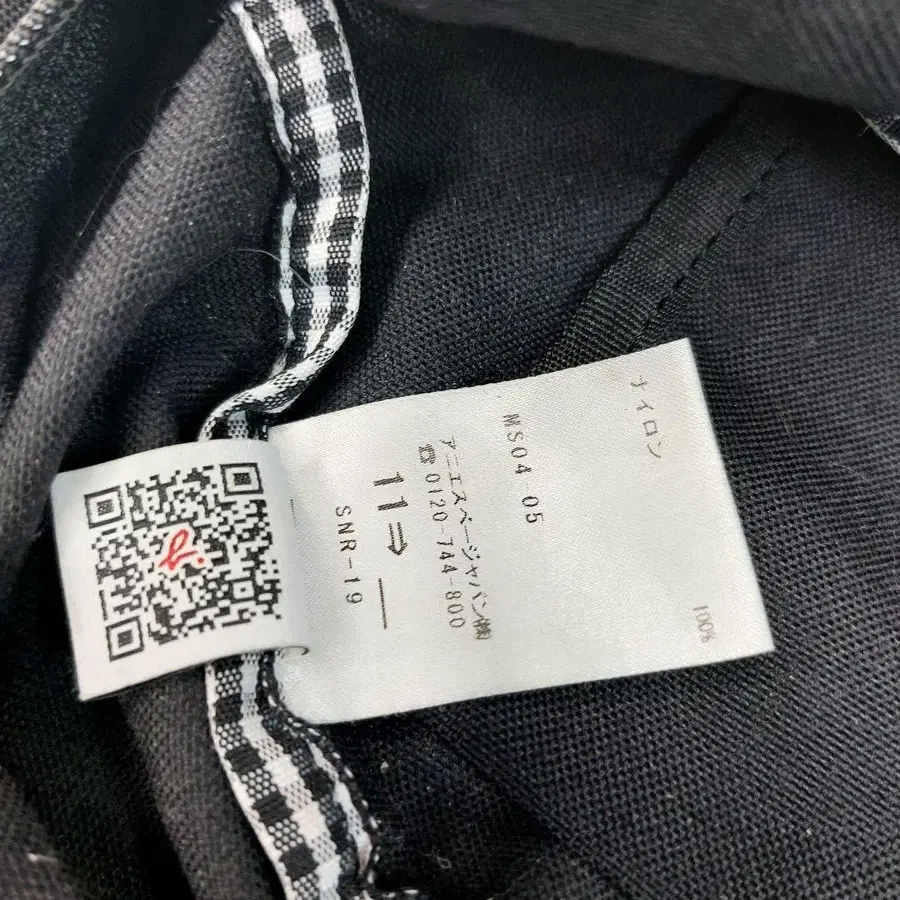 ナイロン 100%
MS04-05
アニエスベージャパン㈱
☎0120-744-800
11⇒
SNR-19
b.